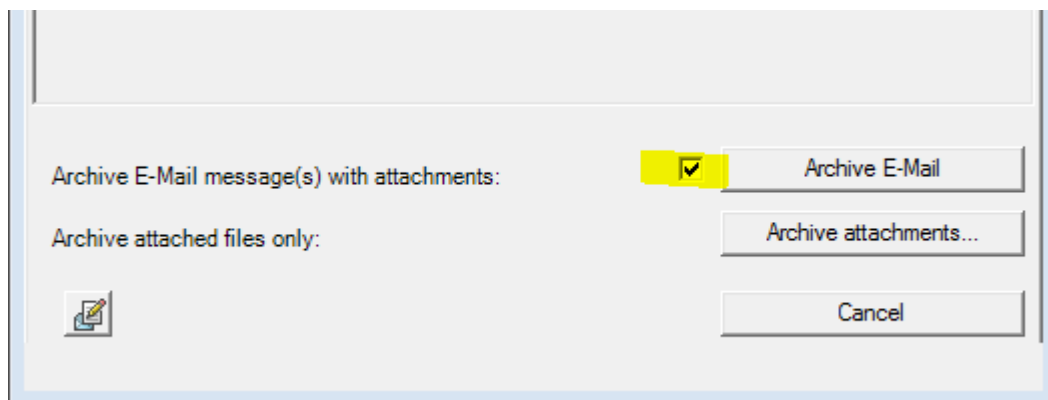 Archive E-Mail message(s) with attachments:
Archive E-Mail
Archive attached files only:
Archive attachments...
Cancel